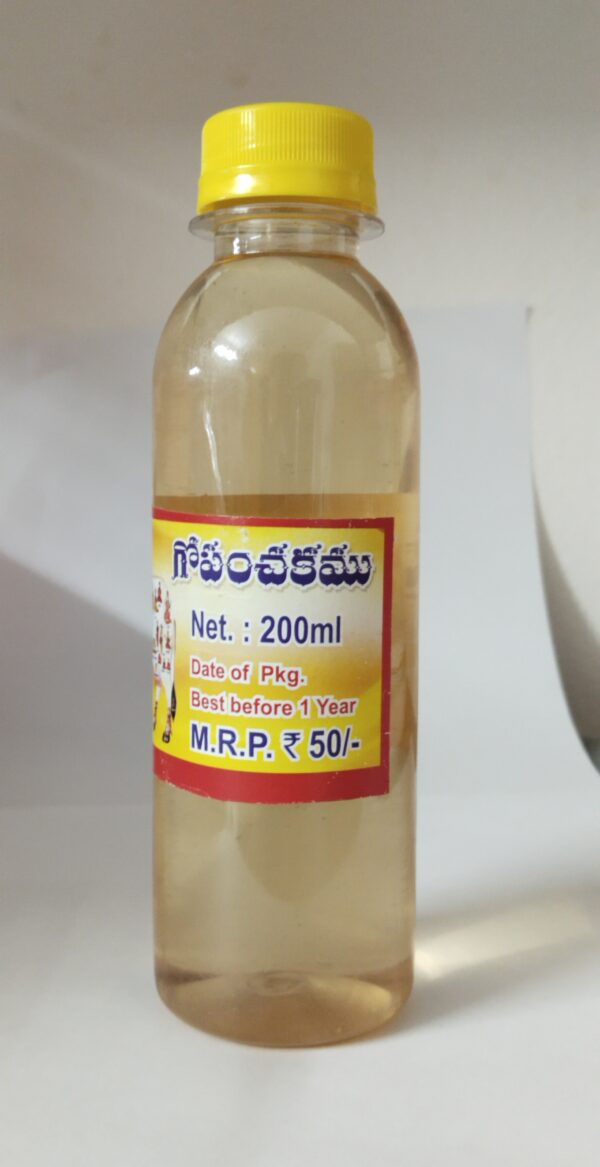 గోపంచకము
Net. : 200ml
Date of Pkg.
Best before 1 Year
M.R.P. ₹ 50/-